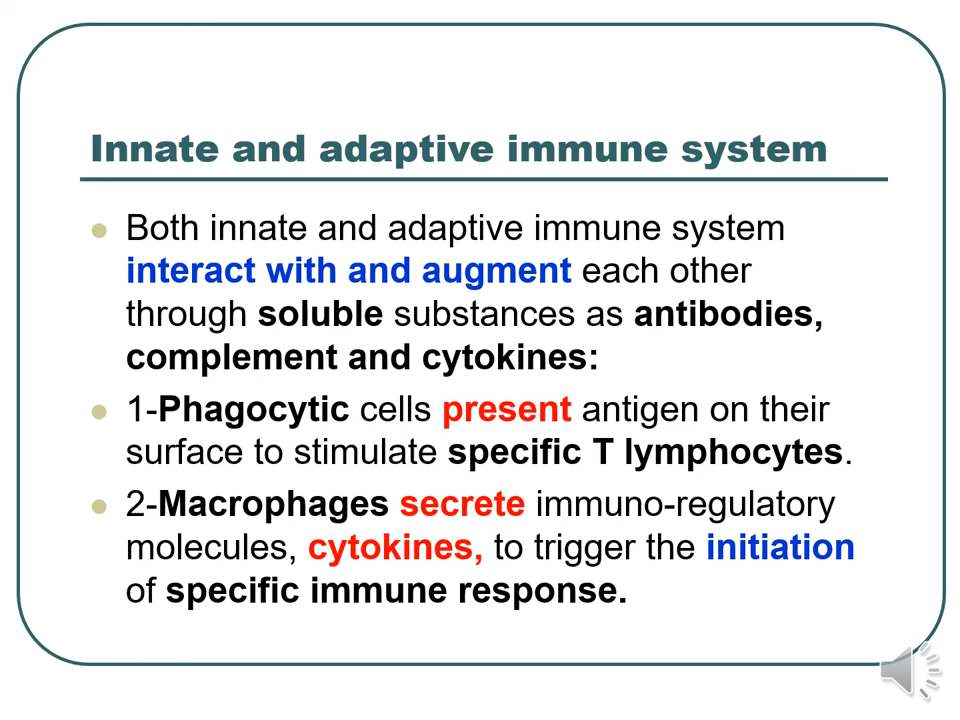 Innate and adaptive immune system
Both innate and adaptive immune system
interact with and augment each other
through soluble substances as antibodies,
complement and cytokines:
1-Phagocytic cells present antigen on their
surface to stimulate specific T lymphocytes.
2-Macrophages secrete immuno-regulatory
molecules, cytokines, to trigger the initiation
of specific immune response.